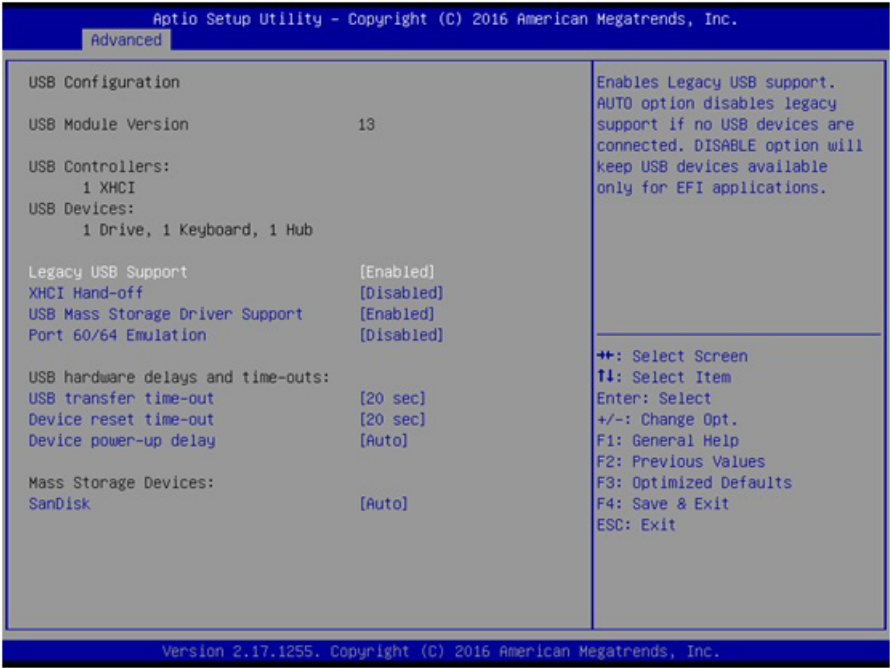 Aptio Setup Utility – Copyright (C) 2016 American Megatrends, Inc.
Advanced
USB Configuration
USB Module Version 13
USB Controllers:
1 XHCI
USB Devices:
1 Drive, 1 Keyboard, 1 Hub
Legacy USB Support [Enabled]
XHCI Hand-off [Disabled]
USB Mass Storage Driver Support [Enabled]
Port 60/64 Emulation [Disabled]
USB hardware delays and time-outs:
USB transfer time-out [20 sec]
Device reset time-out [20 sec]
Device power-up delay [Auto]
Mass Storage Devices:
SanDisk [Auto]
Enables Legacy USB support.
AUTO option disables legacy
support if no USB devices are
connected. DISABLE option will
keep USB devices available
only for EFI applications.
→←: Select Screen
↑↓: Select Item
Enter: Select
+/-: Change Opt.
F1: General Help
F2: Previous Values
F3: Optimized Defaults
F4: Save & Exit
ESC: Exit
Version 2.17.1255. Copyright (C) 2016 American Megatrends, Inc.